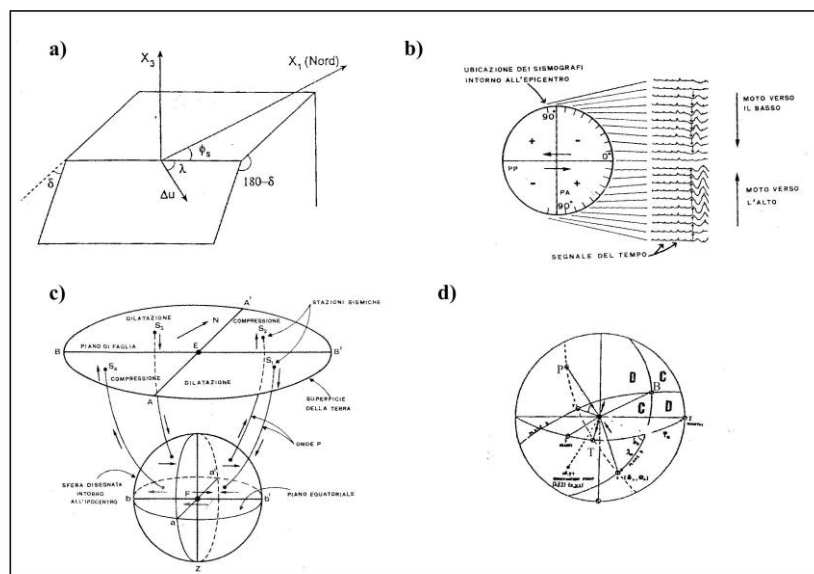 a)
X₃
X₁ (Nord)
ϕₛ
λ
δ
Δu
180–δ
b)
UBICAZIONE DEI SISMOGRAFI
INTORNO ALL'EPICENTRO
90°
+
-
0°
PP
PA
-
+
90°
MOTO VERSO
IL BASSO
MOTO VERSO
L'ALTO
SEGNALE DEL TEMPO
c)
STAZIONI SISMICHE
A'
DILATAZIONE
N
COMPRESSIONE
S₃
S₂
B
PIANO DI FAGLIA
E
B'
S₄
S₁
COMPRESSIONE
DILATAZIONE
A
SUPERFICIE
DELLA TERRA
ONDE P
SFERA DISEGNATA
INTORNO
ALL'IPOCENTRO
a'
b
F
b'
PIANO EQUATORIALE
a
Z
d)
P
D
C
B
C
D
T